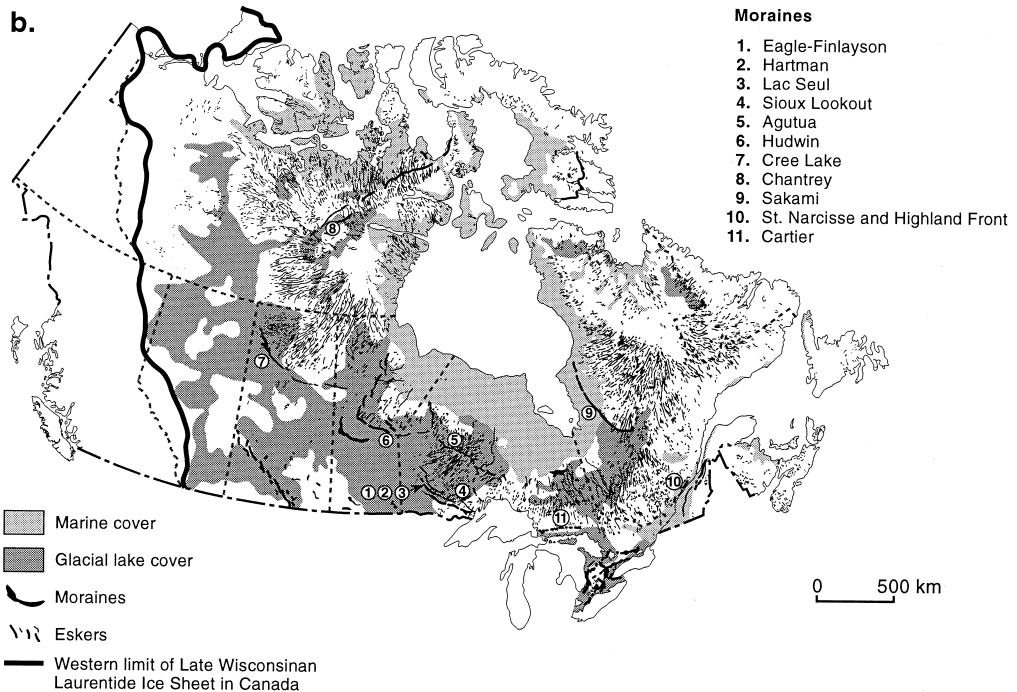 b.
Moraines
1. Eagle-Finlayson
2. Hartman
3. Lac Seul
4. Sioux Lookout
5. Agutua
6. Hudwin
7. Cree Lake
8. Chantrey
9. Sakami
10. St. Narcisse and Highland Front
11. Cartier
8
7
9
6
5
1 2 3
4
10
11
Marine cover
Glacial lake cover
Moraines
Eskers
Western limit of Late Wisconsinan
Laurentide Ice Sheet in Canada
0 500 km